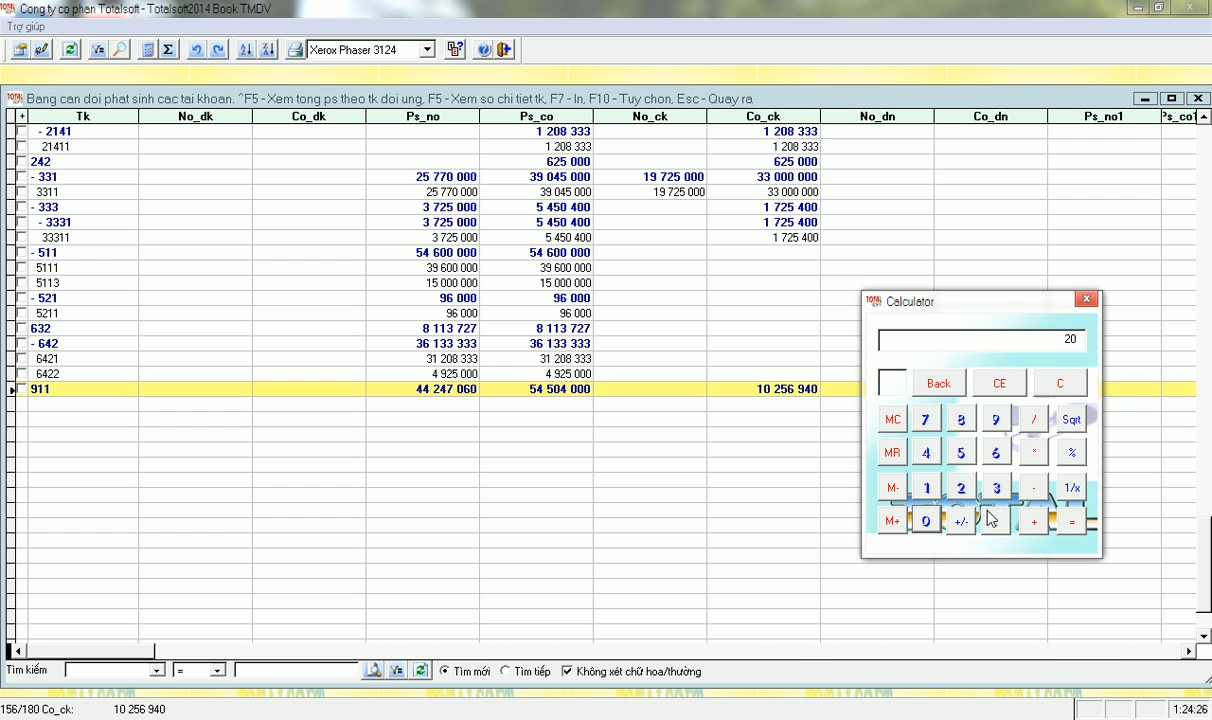 Cong ty co phan Totalsoft - Totalsoft2014 Book TMDV
Trợ giúp
Xerox Phaser 3124
Bang can doi phat sinh cac tai khoan. ^F5 - Xem tong ps theo tk doi ung, F5 - Xem so chi tiet tk, F7 - In, F10 - Tuy chon, Esc - Quay ra
+ Tk No_dk Co_dk Ps_no Ps_co No_ck Co_ck No_dn Co_dn Ps_no1 Ps_co1
- 2141 1 208 333 1 208 333
21411 1 208 333 1 208 333
242 625 000 625 000
- 331 25 770 000 39 045 000 19 725 000 33 000 000
3311 25 770 000 39 045 000 19 725 000 33 000 000
- 333 3 725 000 5 450 400 1 725 400
- 3331 3 725 000 5 450 400 1 725 400
33311 3 725 000 5 450 400 1 725 400
- 511 54 600 000 54 600 000
5111 39 600 000 39 600 000
5113 15 000 000 15 000 000
- 521 96 000 96 000
5211 96 000 96 000
632 8 113 727 8 113 727
- 642 36 133 333 36 133 333
6421 31 208 333 31 208 333
6422 4 925 000 4 925 000
911 44 247 060 54 504 000 10 256 940
Calculator
20
Back CE C
MC 7 8 9 / Sqrt
MR 4 5 6 * %
M- 1 2 3 - 1/x
M+ 0 +/- + =
Tìm kiếm = Tìm mới Tìm tiếp Không xét chữ hoa/thường
156/180 Co_ck: 10 256 940 1:24:26